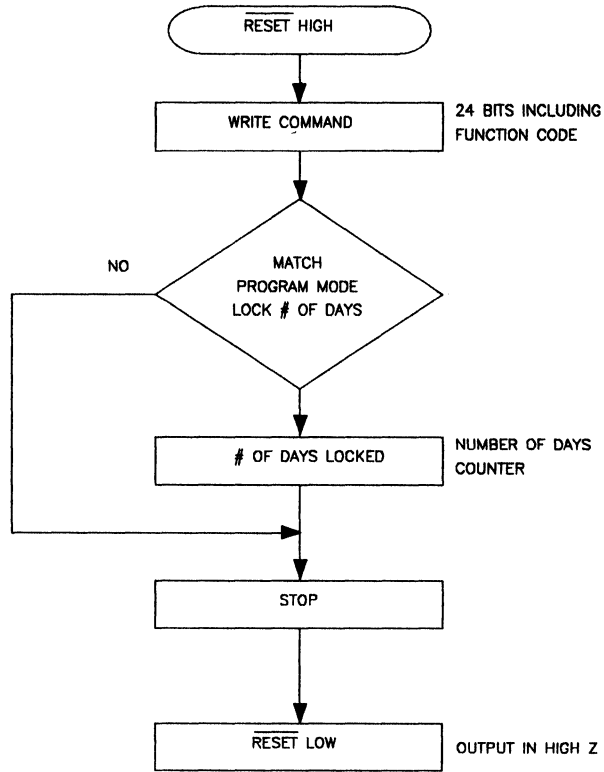 RESET HIGH
WRITE COMMAND
24 BITS INCLUDING
FUNCTION CODE
NO
MATCH
PROGRAM MODE
LOCK # OF DAYS
# OF DAYS LOCKED
NUMBER OF DAYS
COUNTER
STOP
RESET LOW
OUTPUT IN HIGH Z